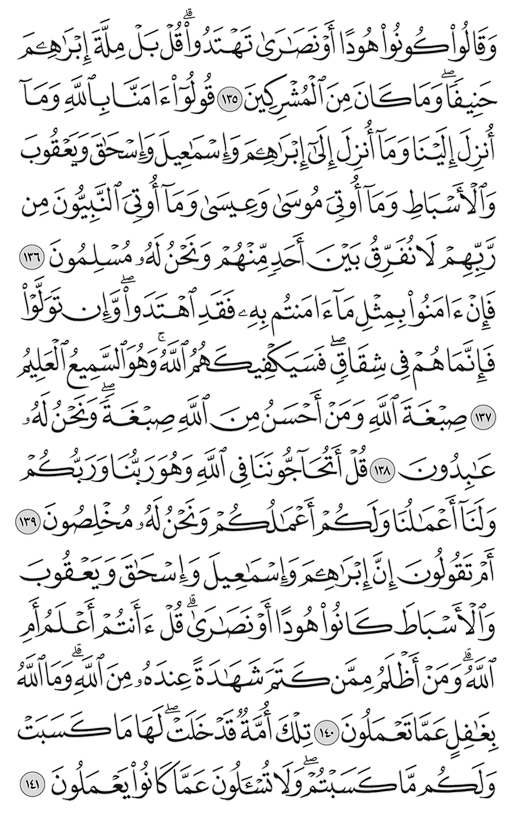 وَقَالُوا۟ كُونُوا۟ هُودًا أَوْ نَصَٰرَىٰ تَهْتَدُوا۟ ۗ قُلْ بَلْ مِلَّةَ إِبْرَٰهِـۧمَ
حَنِيفًا ۖ وَمَا كَانَ مِنَ ٱلْمُشْرِكِينَ ١٣٥ قُولُوٓا۟ ءَامَنَّا بِٱللَّهِ وَمَآ
أُنزِلَ إِلَيْنَا وَمَآ أُنزِلَ إِلَىٰٓ إِبْرَٰهِـۧمَ وَإِسْمَٰعِيلَ وَإِسْحَٰقَ وَيَعْقُوبَ
وَٱلْأَسْبَاطِ وَمَآ أُوتِىَ مُوسَىٰ وَعِيسَىٰ وَمَآ أُوتِىَ ٱلنَّبِيُّونَ مِن
رَّبِّهِمْ لَا نُفَرِّقُ بَيْنَ أَحَدٍ مِّنْهُمْ وَنَحْنُ لَهُۥ مُسْلِمُونَ ١٣٦
فَإِنْ ءَامَنُوا۟ بِمِثْلِ مَآ ءَامَنتُم بِهِۦ فَقَدِ ٱهْتَدَوا۟ ۖ وَّإِن تَوَلَّوْا۟
فَإِنَّمَا هُمْ فِى شِقَاقٍ ۖ فَسَيَكْفِيكَهُمُ ٱللَّهُ ۚ وَهُوَ ٱلسَّمِيعُ ٱلْعَلِيمُ
١٣٧ صِبْغَةَ ٱللَّهِ ۖ وَمَنْ أَحْسَنُ مِنَ ٱللَّهِ صِبْغَةً ۖ وَنَحْنُ لَهُۥ
عَٰبِدُونَ ١٣٨ قُلْ أَتُحَآجُّونَنَا فِى ٱللَّهِ وَهُوَ رَبُّنَا وَرَبُّكُمْ
وَلَنَآ أَعْمَٰلُنَا وَلَكُمْ أَعْمَٰلُكُمْ وَنَحْنُ لَهُۥ مُخْلِصُونَ ١٣٩
أَمْ تَقُولُونَ إِنَّ إِبْرَٰهِـۧمَ وَإِسْمَٰعِيلَ وَإِسْحَٰقَ وَيَعْقُوبَ
وَٱلْأَسْبَاطَ كَانُوا۟ هُودًا أَوْ نَصَٰرَىٰ ۗ قُلْ ءَأَنتُمْ أَعْلَمُ أَمِ
ٱللَّهُ ۗ وَمَنْ أَظْلَمُ مِمَّن كَتَمَ شَهَٰدَةً عِندَهُۥ مِنَ ٱللَّهِ ۗ وَمَا ٱللَّهُ
بِغَٰفِلٍ عَمَّا تَعْمَلُونَ ١٤٠ تِلْكَ أُمَّةٌ قَدْ خَلَتْ ۖ لَهَا مَا كَسَبَتْ
وَلَكُم مَّا كَسَبْتُمْ ۖ وَلَا تُسْـَٔلُونَ عَمَّا كَانُوا۟ يَعْمَلُونَ ١٤١